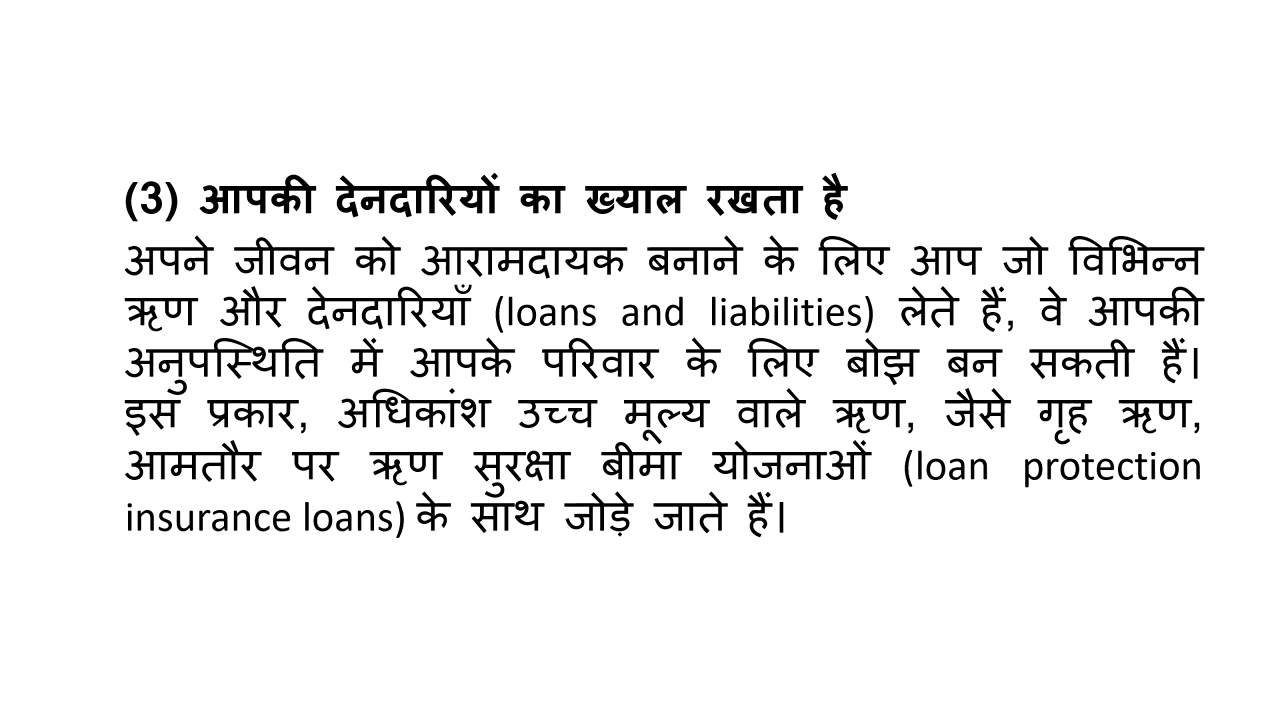 (3) आपकी देनदारियों का ख्याल रखता है
अपने जीवन को आरामदायक बनाने के लिए आप जो विभिन्न
ऋण और देनदारियाँ (loans and liabilities) लेते हैं, वे आपकी
अनुपस्थिति में आपके परिवार के लिए बोझ बन सकती हैं।
इस प्रकार, अधिकांश उच्च मूल्य वाले ऋण, जैसे गृह ऋण,
आमतौर पर ऋण सुरक्षा बीमा योजनाओं (loan protection
insurance loans) के साथ जोड़े जाते हैं।